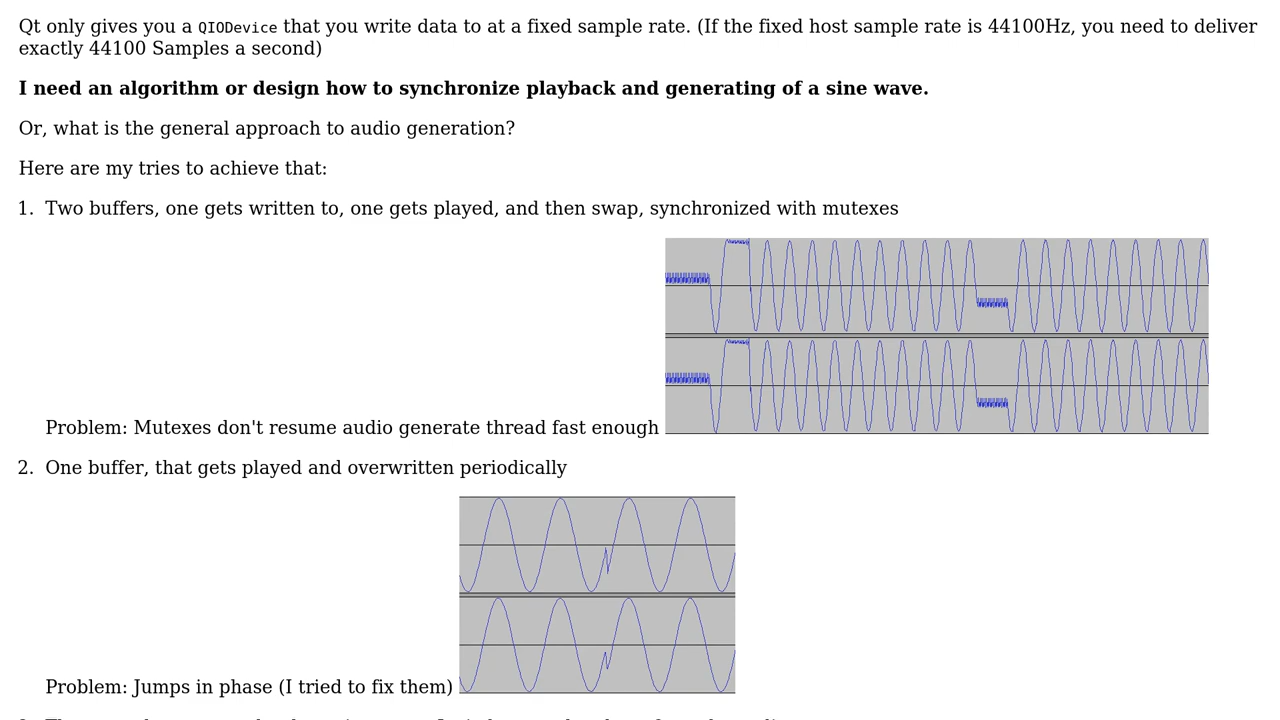 Qt only gives you a QIODevice that you write data to at a fixed sample rate. (If the fixed host sample rate is 44100Hz, you need to deliver
exactly 44100 Samples a second)
I need an algorithm or design how to synchronize playback and generating of a sine wave.
Or, what is the general approach to audio generation?
Here are my tries to achieve that:
1. Two buffers, one gets written to, one gets played, and then swap, synchronized with mutexes
Problem: Mutexes don't resume audio generate thread fast enough
2. One buffer, that gets played and overwritten periodically
Problem: Jumps in phase (I tried to fix them)